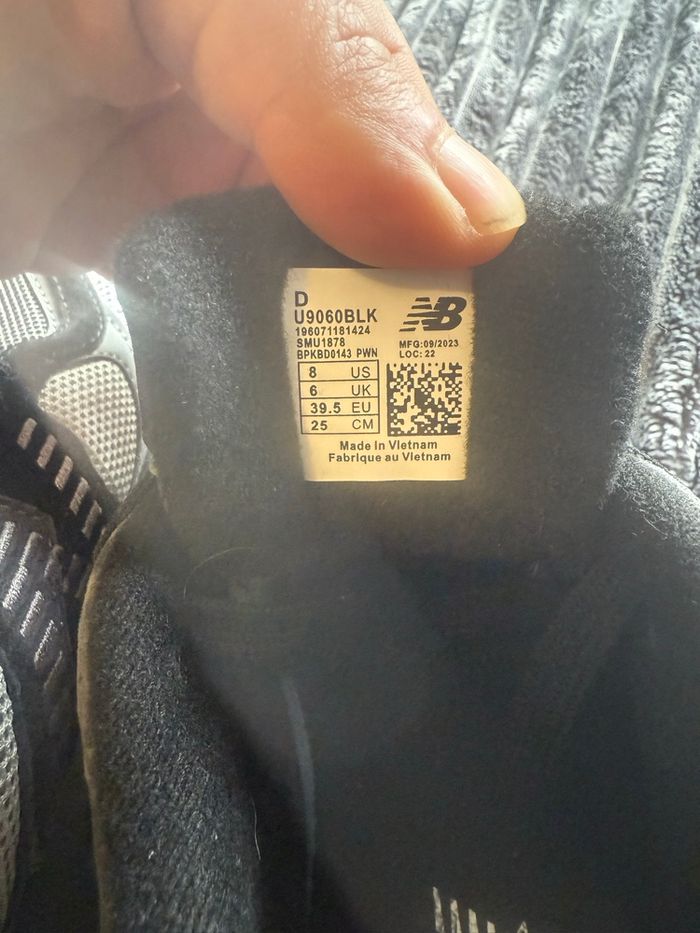 D
U9060BLK
196071181424
SMU1878
BPKBD0143 PWN
NB
MFG:09/2023
LOC: 22
8 US
6 UK
39.5 EU
25 CM
Made in Vietnam
Fabrique au Vietnam